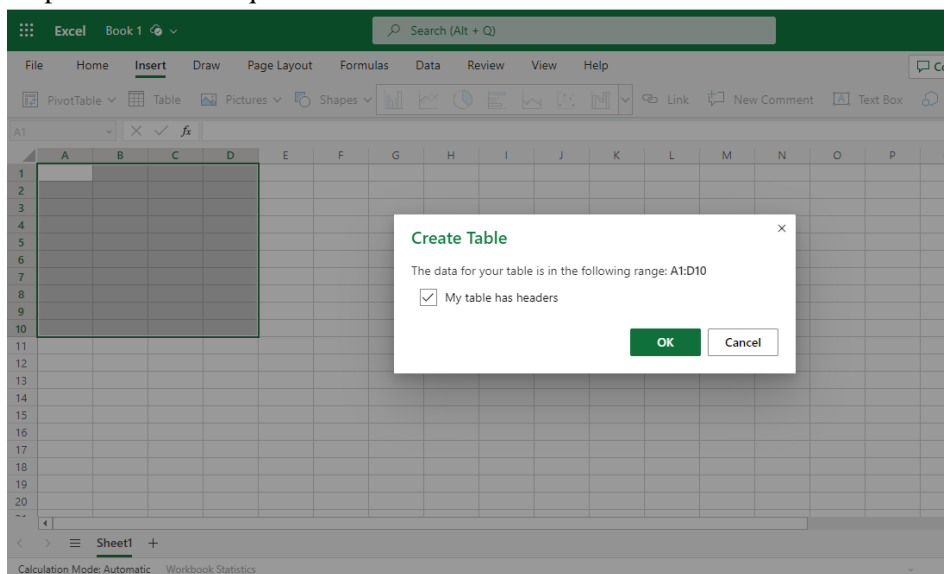 Excel Book 1 Search (Alt + Q)
File Home Insert Draw Page Layout Formulas Data Review View Help
PivotTable Table Pictures Shapes Link New Comment A Text Box
A1 fx
A B C D E F G H I J K L M N O P
1
2
3
4
5
6
7
8
9
10
11
12
13
14
15
16
17
18
19
20
Create Table
The data for your table is in the following range: A1:D10
My table has headers
OK Cancel
Sheet1
Calculation Mode: Automatic Workbook Statistics